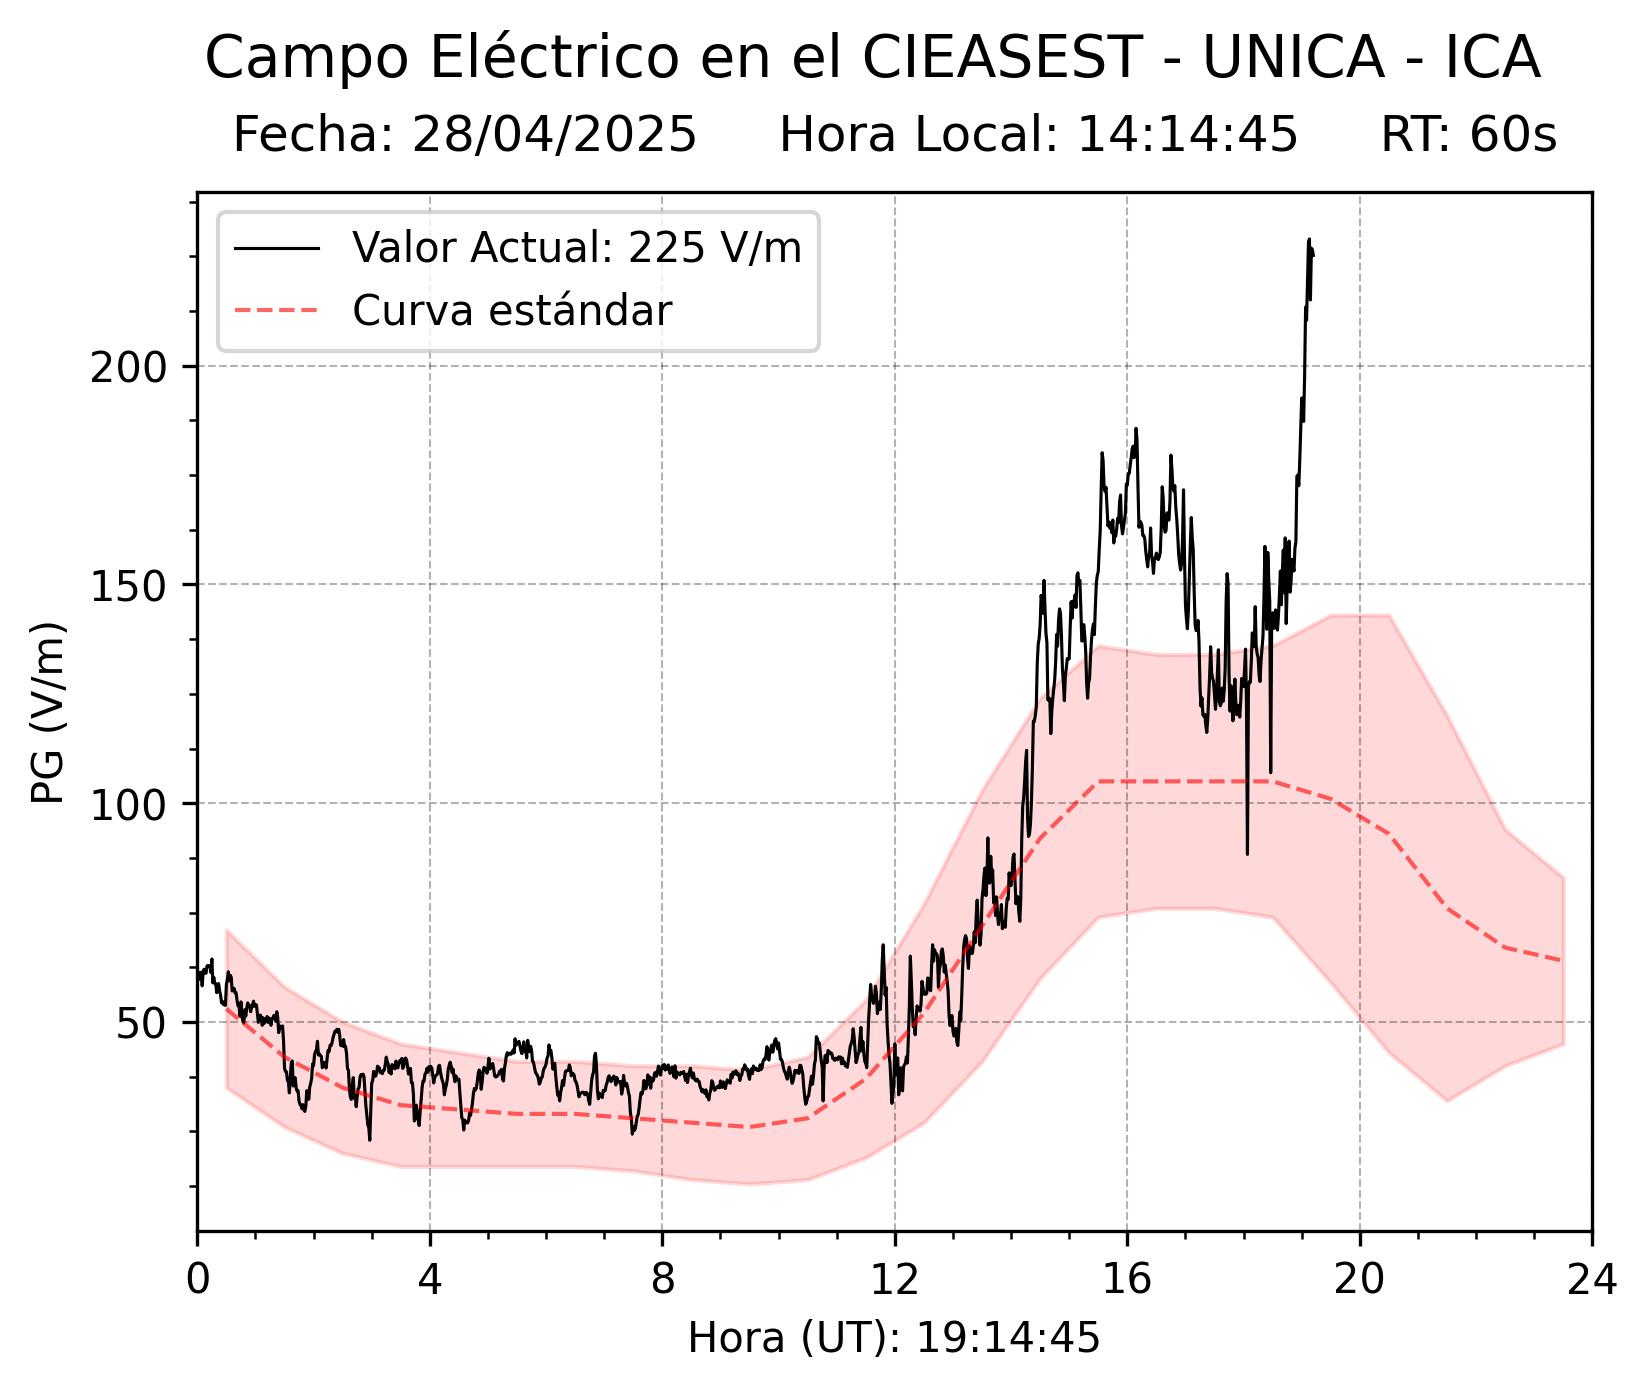 Campo Eléctrico en el CIEASEST - UNICA - ICA
Fecha: 28/04/2025 Hora Local: 14:14:45 RT: 60s
Valor Actual: 225 V/m
Curva estándar
200
150
100
50
PG (V/m)
0 4 8 12 16 20 24
Hora (UT): 19:14:45